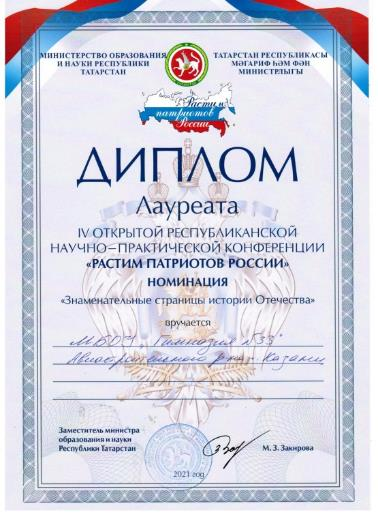 МИНИСТЕРСТВО ОБРАЗОВАНИЯ
И НАУКИ РЕСПУБЛИКИ
ТАТАРСТАН
ТАТАРСТАН РЕСПУБЛИКАСЫ
МӘГАРИФ ҺӘМ ФӘН
МИНИСТРЛЫГЫ
Растим
патриотов
России
ДИПЛОМ
Лауреата
IV ОТКРЫТОЙ РЕСПУБЛИКАНСКОЙ
НАУЧНО–ПРАКТИЧЕСКОЙ КОНФЕРЕНЦИИ
«РАСТИМ ПАТРИОТОВ РОССИИ»
НОМИНАЦИЯ
«Знаменательные страницы истории Отечества»
вручается
МБОУ "Гимназия №33"
Авиастроительного р-на г. Казани
Заместитель министра
образования и науки
Республики Татарстан
М. З. Закирова
2021 год